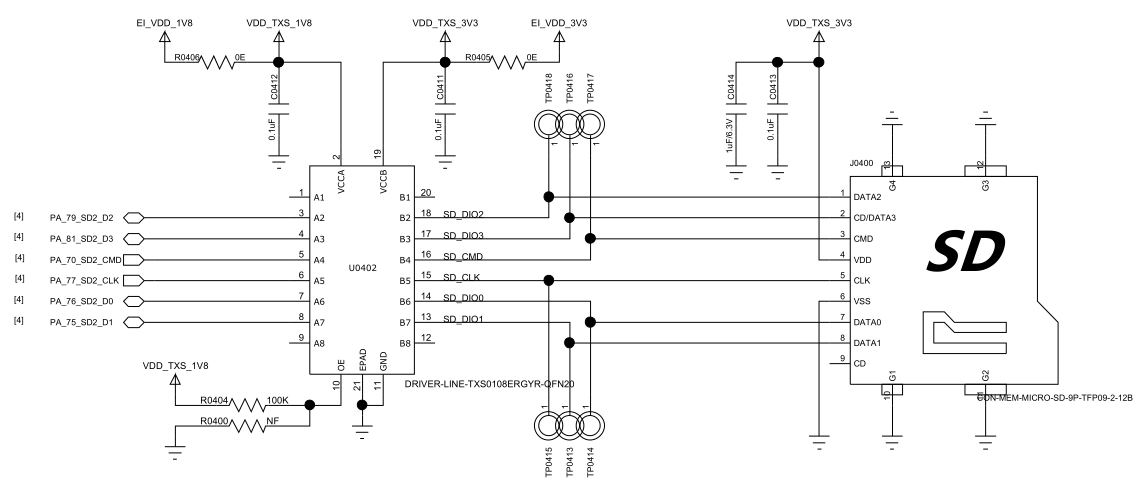 EI_VDD_1V8
VDD_TXS_1V8
VDD_TXS_3V3
EI_VDD_3V3
VDD_TXS_3V3
R0406 0E
R0405 0E
C0412
0.1uF
C0411
0.1uF
TP0418
TP0416
TP0417
1
1
1
C0414
1uF/6.3V
C0413
0.1uF
2
VCCA
19
VCCB
J0400
13
G4
12
G3
1 A1
B1 20
[4] PA_79_SD2_D2 3 A2
B2 18 SD_DIO2
[4] PA_81_SD2_D3 4 A3
B3 17 SD_DIO3
[4] PA_70_SD2_CMD 5 A4
B4 16 SD_CMD
[4] PA_77_SD2_CLK 6 A5
B5 15 SD_CLK
[4] PA_76_SD2_D0 7 A6
B6 14 SD_DIO0
[4] PA_75_SD2_D1 8 A7
B7 13 SD_DIO1
9 A8
B8 12
U0402
1 DATA2
2 CD/DATA3
3 CMD
4 VDD
5 CLK
6 VSS
7 DATA0
8 DATA1
9 CD
SD
OE
10
EPAD
21
GND
11
DRIVER-LINE-TXS0108ERGYR-QFN20
VDD_TXS_1V8
R0404 100K
R0400 NF
1
1
1
TP0415
TP0413
TP0414
G1
10
G2
11
CON-MEM-MICRO-SD-9P-TFP09-2-12B